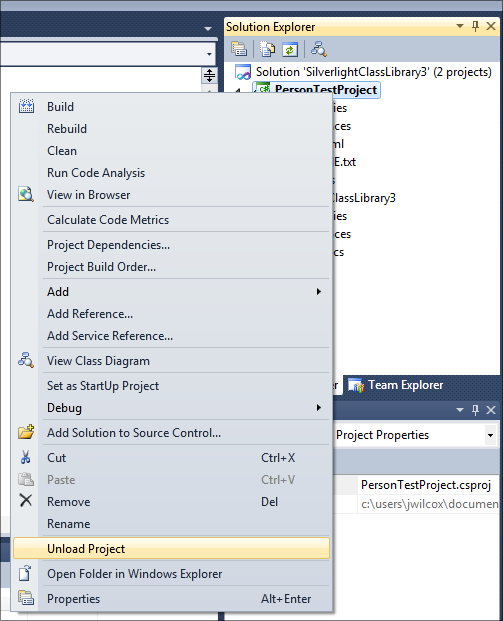 Solution Explorer
Solution 'SilverlightClassLibrary3' (2 projects)
PersonTestProject
ies
nces
ml
E.txt
s
ClassLibrary3
ies
nces
cs
Build
Rebuild
Clean
Run Code Analysis
View in Browser
Calculate Code Metrics
Project Dependencies...
Project Build Order...
Add
Add Reference...
Add Service Reference...
View Class Diagram
Set as StartUp Project
Debug
Add Solution to Source Control...
Cut Ctrl+X
Paste Ctrl+V
Remove Del
Rename
Unload Project
Open Folder in Windows Explorer
Properties Alt+Enter
r Team Explorer
Project Properties
PersonTestProject.csproj
c:\users\jwilcox\documen